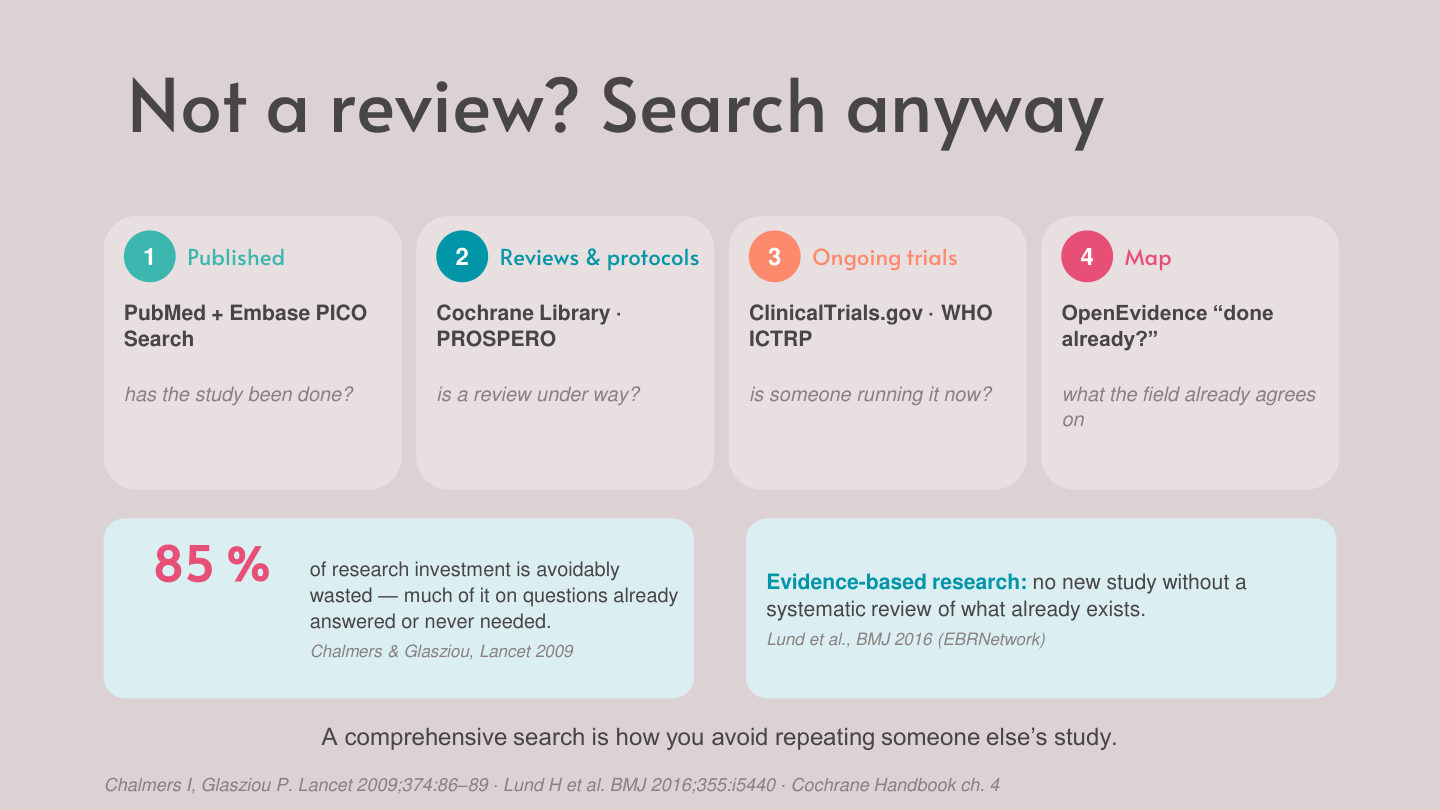 Not a review? Search anyway
1 Published
PubMed + Embase PICO
Search
has the study been done?
2 Reviews & protocols
Cochrane Library ·
PROSPERO
is a review under way?
3 Ongoing trials
ClinicalTrials.gov · WHO
ICTRP
is someone running it now?
4 Map
OpenEvidence “done
already?”
what the field already agrees
on
85 %
of research investment is avoidably
wasted — much of it on questions already
answered or never needed.
Chalmers & Glasziou, Lancet 2009
Evidence-based research: no new study without a
systematic review of what already exists.
Lund et al., BMJ 2016 (EBRNetwork)
A comprehensive search is how you avoid repeating someone else’s study.
Chalmers I, Glasziou P. Lancet 2009;374:86–89 · Lund H et al. BMJ 2016;355:i5440 · Cochrane Handbook ch. 4